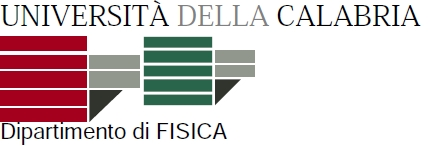 UNIVERSITÀ DELLA CALABRIA
Dipartimento di FISICA